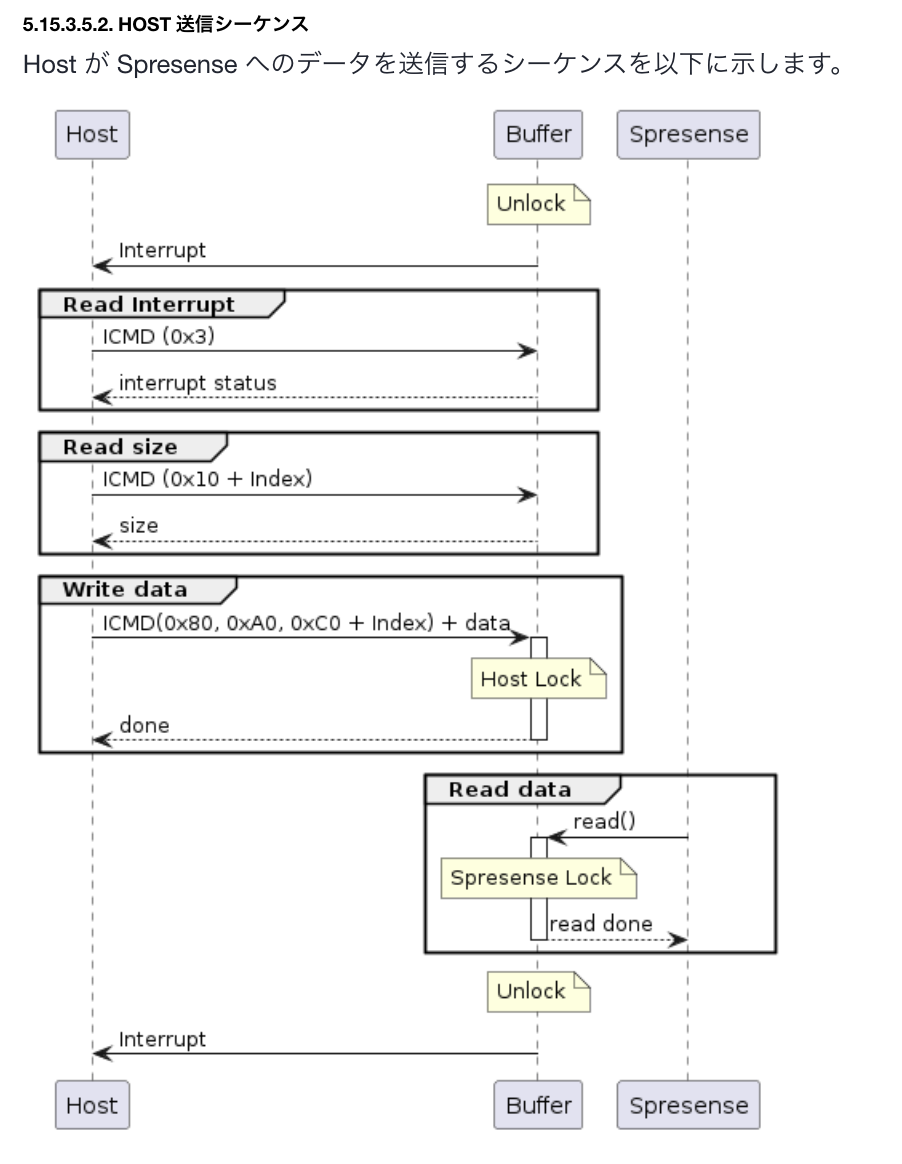 5.15.3.5.2. HOST 送信シーケンス
Host が Spresense へのデータを送信するシーケンスを以下に示します。
Host
Buffer
Spresense
Unlock
Interrupt
Read Interrupt
ICMD (0x3)
interrupt status
Read size
ICMD (0x10 + Index)
size
Write data
ICMD(0x80, 0xA0, 0xC0 + Index) + data
Host Lock
done
Read data
read()
Spresense Lock
read done
Unlock
Interrupt
Host
Buffer
Spresense